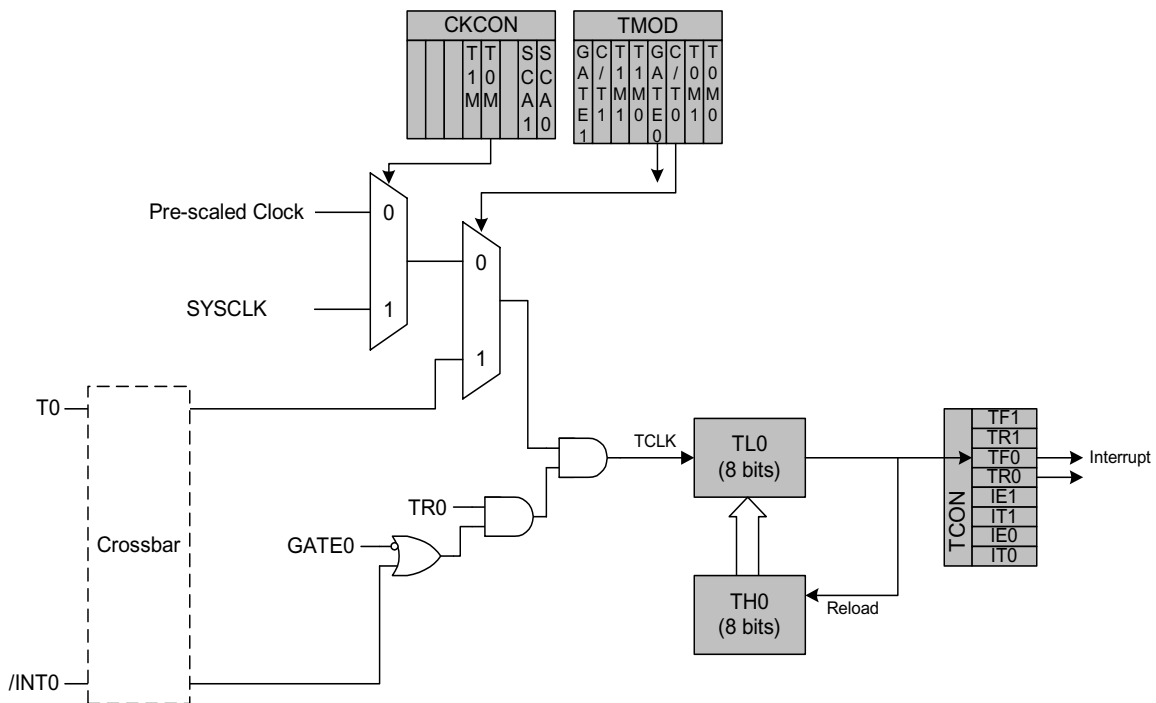 CKCON
T1M
T0M
SCA1
SCA0
TMOD
GATE1
C/T1
T1M1
T1M0
GATE0
C/T0
T0M1
T0M0
Pre-scaled Clock
0
SYSCLK
1
0
1
T0
Crossbar
/INT0
TR0
GATE0
TCLK
TL0
(8 bits)
TH0
(8 bits)
Reload
TCON
TF1
TR1
TF0
TR0
IE1
IT1
IE0
IT0
Interrupt